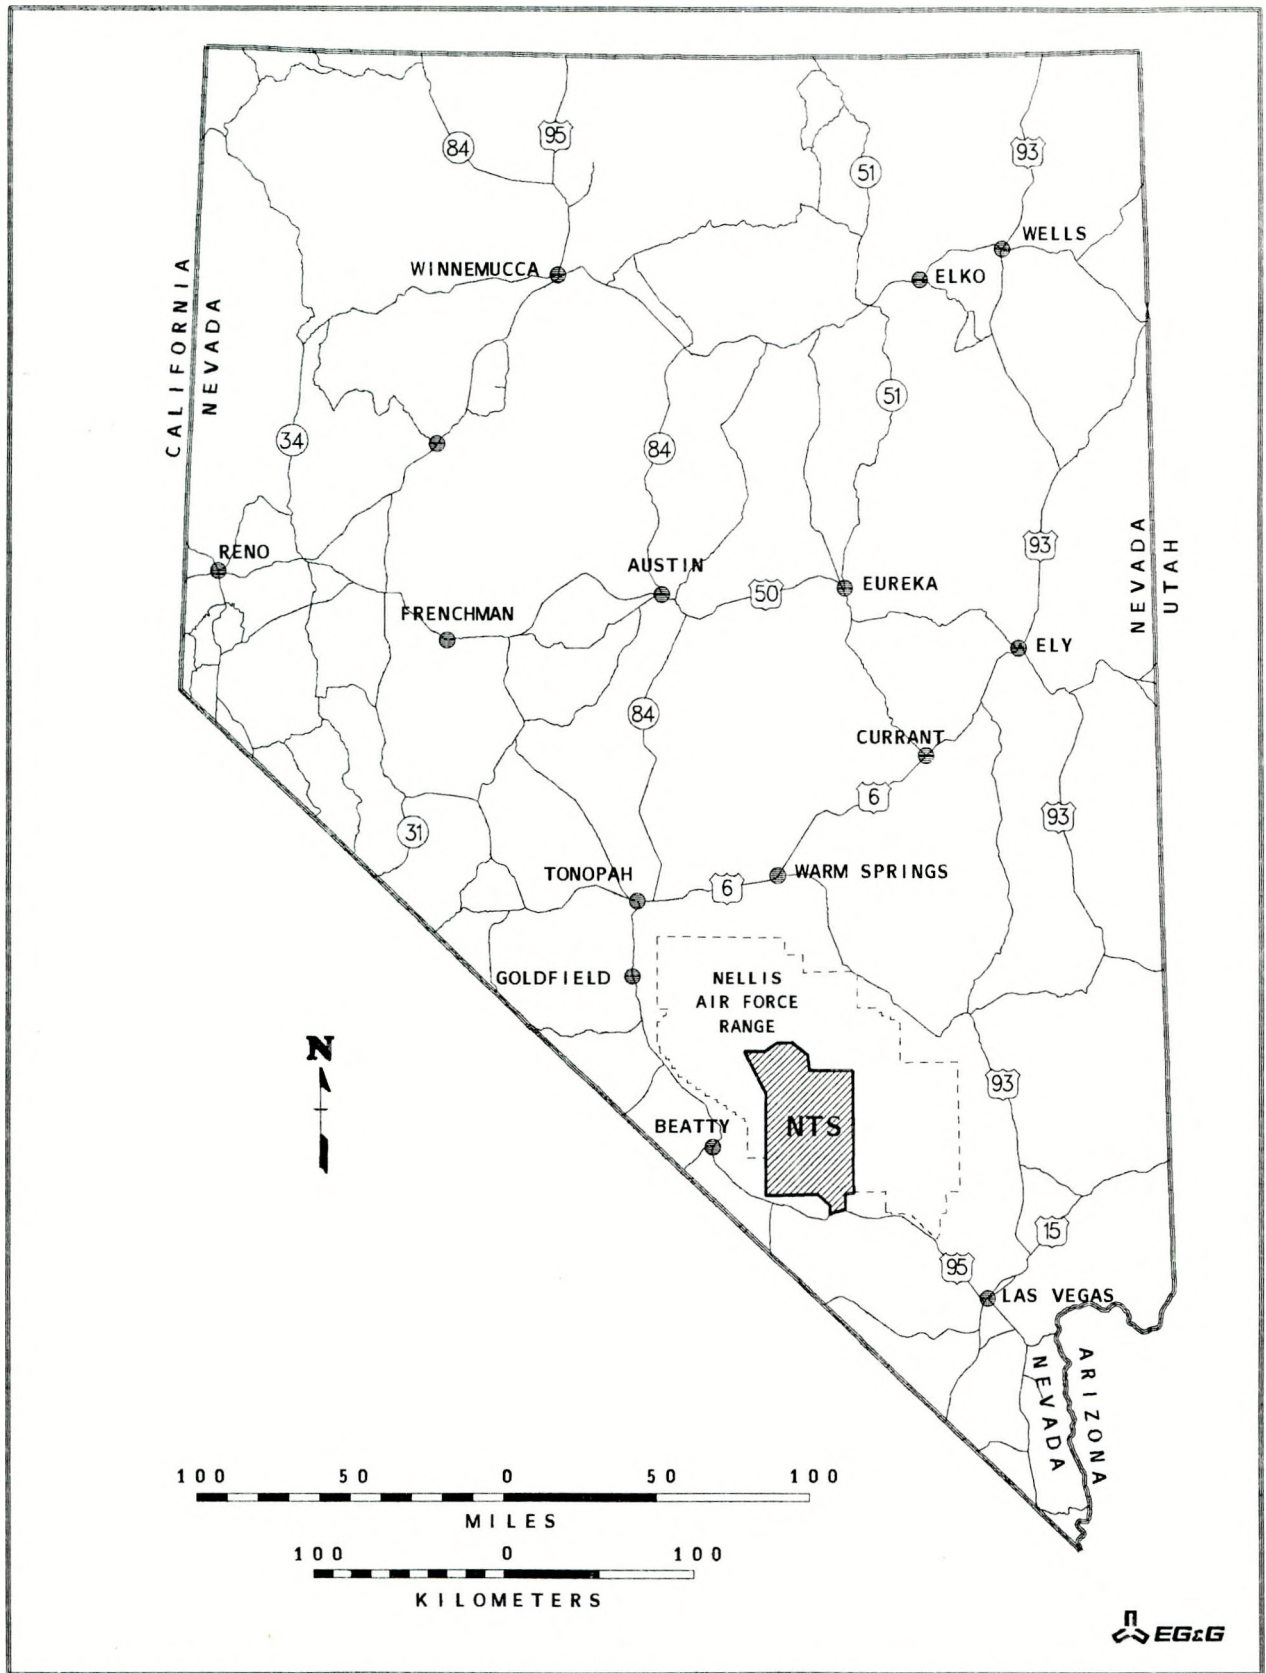 84
95
93
51
WELLS
WINNEMUCCA
ELKO
CALIFORNIA
NEVADA
51
34
84
NEVADA
UTAH
93
RENO
AUSTIN
50
EUREKA
FRENCHMAN
ELY
84
CURRANT
6
93
31
TONOPAH
6
WARM SPRINGS
GOLDFIELD
NELLIS
AIR FORCE
RANGE
N
93
BEATTY
NTS
15
95
LAS VEGAS
NEVADA
ARIZONA
100 50 0 50 100
MILES
100 0 100
KILOMETERS
EG&G